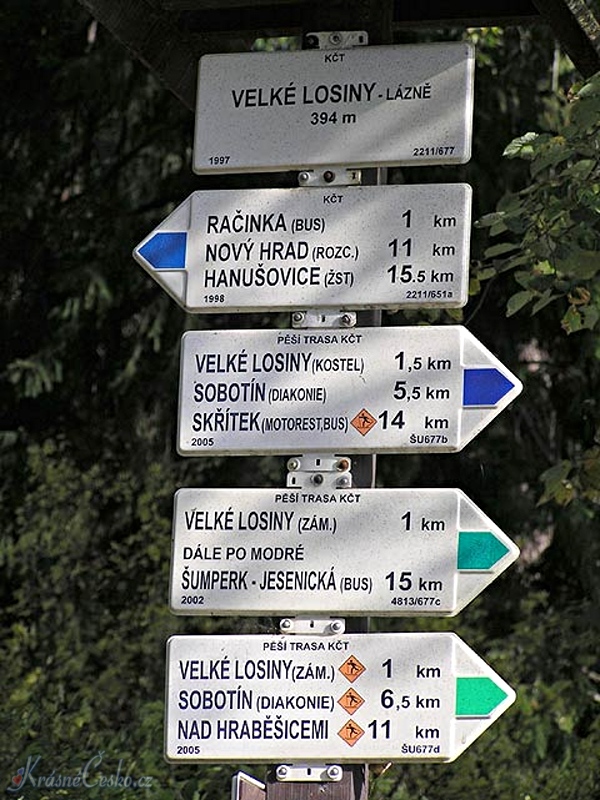 KČT
VELKÉ LOSINY - LÁZNĚ
394 m
1997 2211/677
KČT
RAČINKA (BUS) 1 km
NOVÝ HRAD (ROZC.) 11 km
HANUŠOVICE (ŽST) 15.5 km
1998 2211/651a
PĚŠÍ TRASA KČT
VELKÉ LOSINY (KOSTEL) 1,5 km
SOBOTÍN (DIAKONIE) 5,5 km
SKŘÍTEK (MOTOREST,BUS) 14 km
2005 ŠU677b
PĚŠÍ TRASA KČT
VELKÉ LOSINY (ZÁM.) 1 km
DÁLE PO MODRÉ
ŠUMPERK - JESENICKÁ (BUS) 15 km
2002 4813/677c
PĚŠÍ TRASA KČT
VELKÉ LOSINY (ZÁM.) 1 km
SOBOTÍN (DIAKONIE) 6,5 km
NAD HRABĚŠICEMI 11 km
2005 ŠU677d
KrásnéČesko.cz